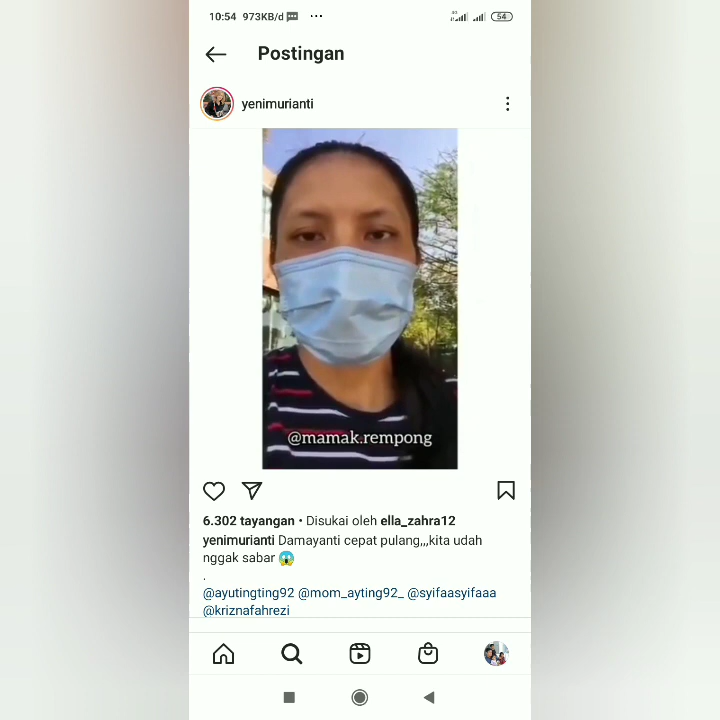 10:54 973KB/d
54
Postingan
yenimurianti
@mamak.rempong
6.302 tayangan • Disukai oleh ella_zahra12
yenimurianti Damayanti cepat pulang,,,kita udah
nggak sabar 😱
.
@ayutingting92 @mom_ayting92_ @syifaasyifaaa
@kriznafahrezi